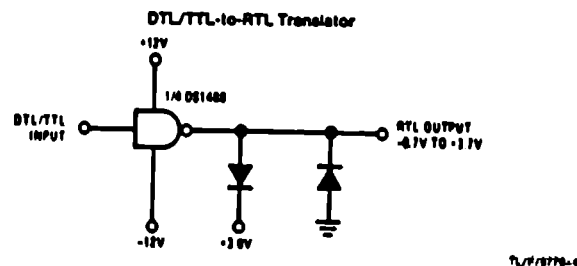 DTL/TTL-to-RTL Translator
+12V
1/4 DS1488
DTL/TTL
INPUT
RTL OUTPUT
-0.7V TO +3.7V
-12V
+3.0V